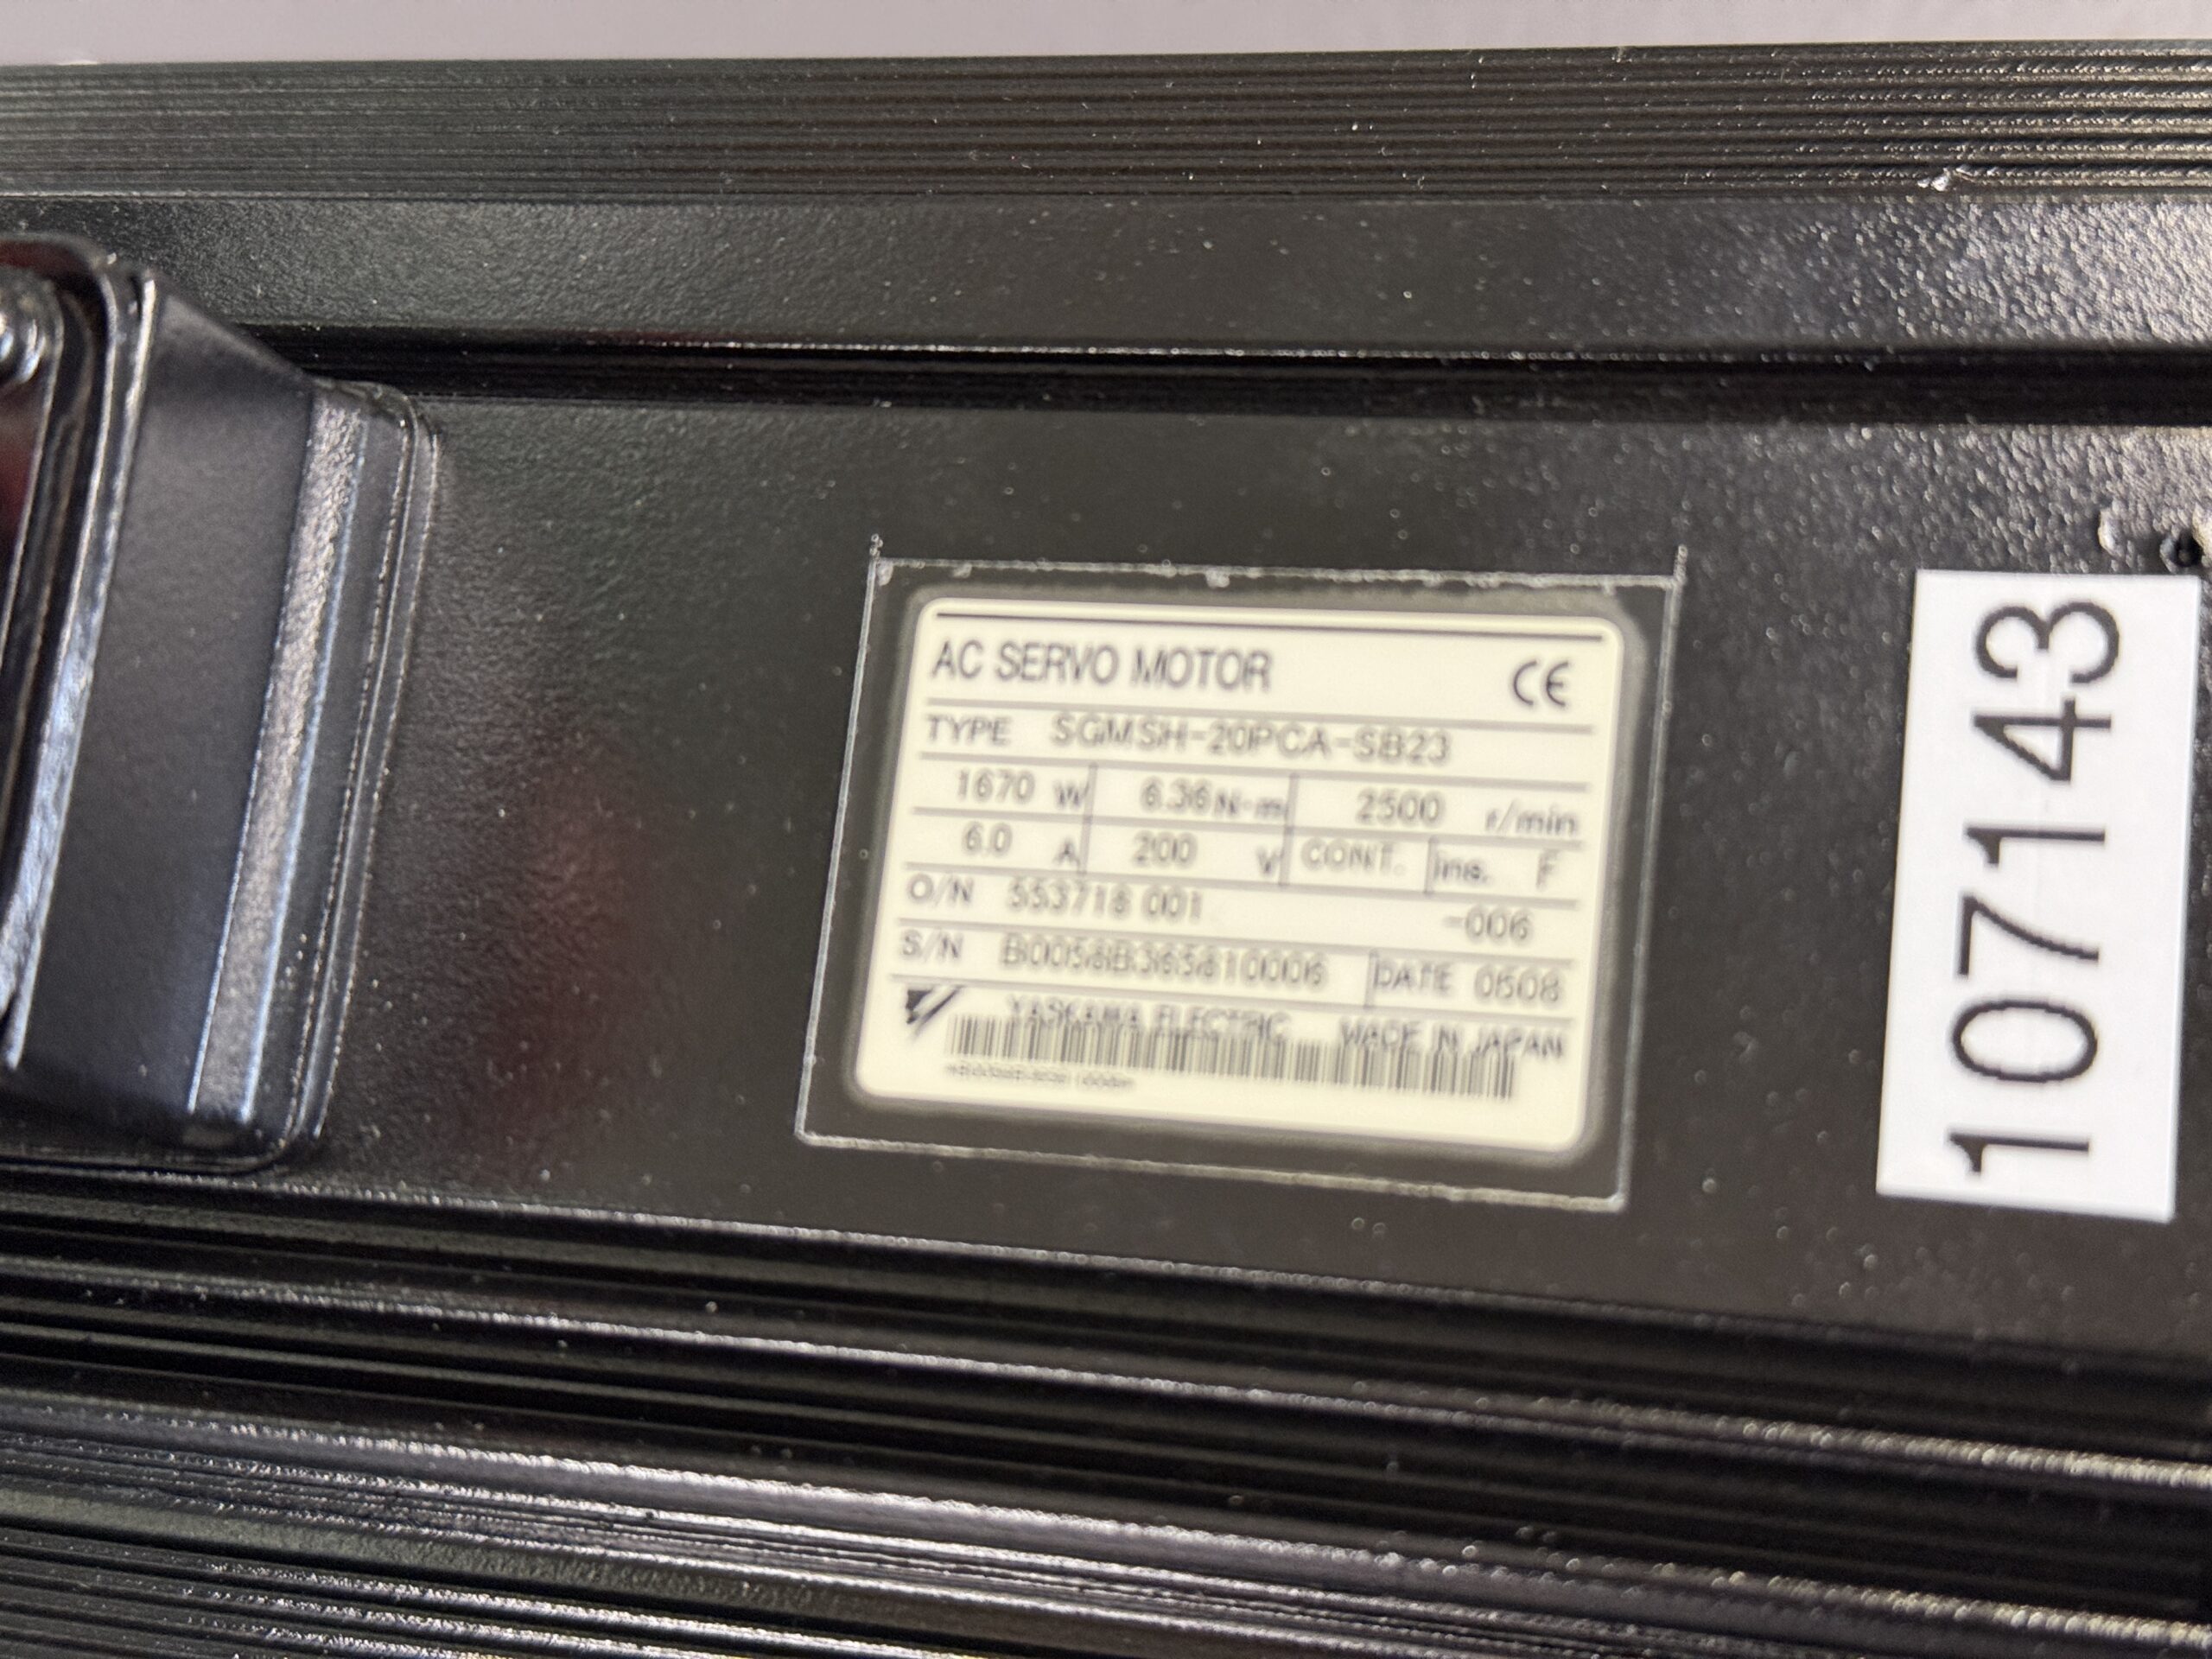 AC SERVO MOTOR CE
TYPE SGMSH-20PCA-SB23
1670 W 6.36 N·m 2500 r/min
6.0 A 200 V CONT. ins. F
O/N 553718 001 -006
S/N DATE 0508
YASKAWA ELECTRIC MADE IN JAPAN
107143